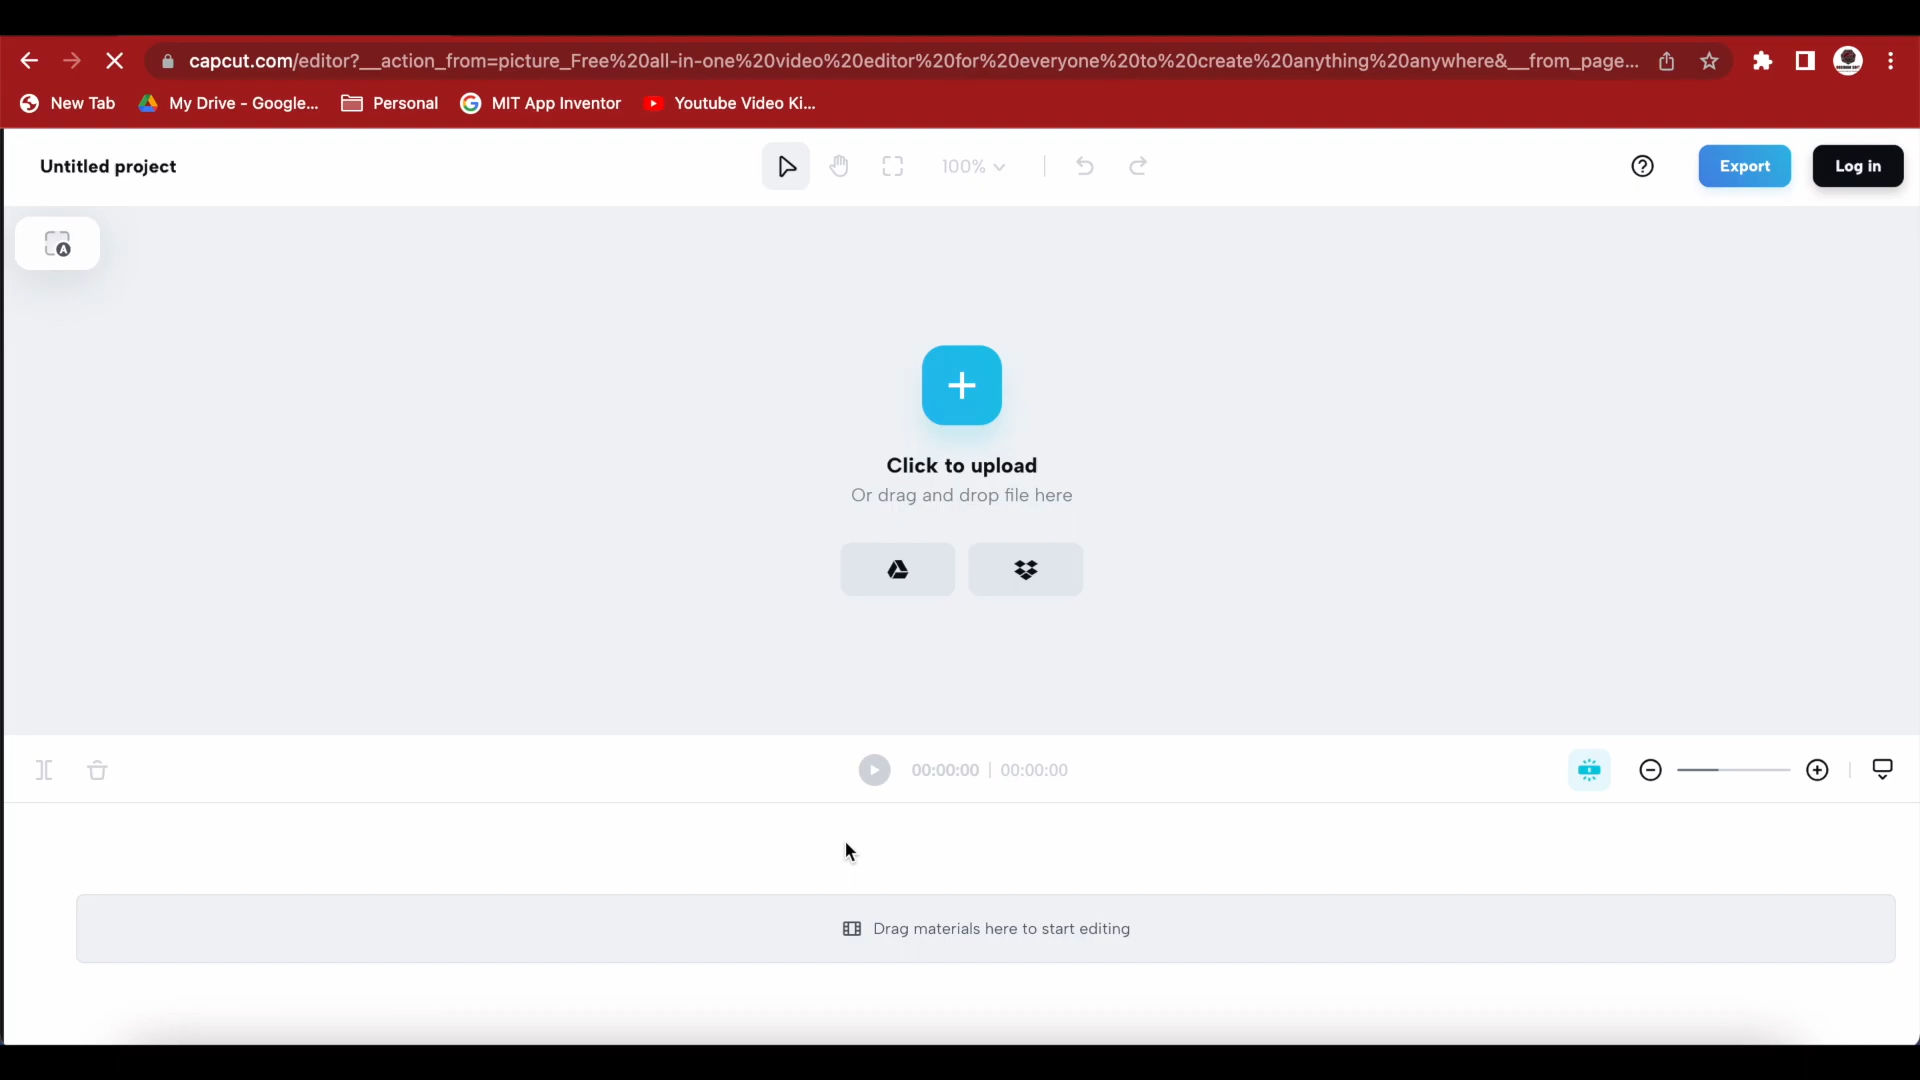 capcut.com/editor?__action_from=picture_Free%20all-in-one%20video%20editor%20for%20everyone%20to%20create%20anything%20anywhere&__from_page...
New Tab My Drive - Google... Personal MIT App Inventor Youtube Video Ki...
Untitled project 100% Export Log in
A
Click to upload
Or drag and drop file here
00:00:00 | 00:00:00
Drag materials here to start editing